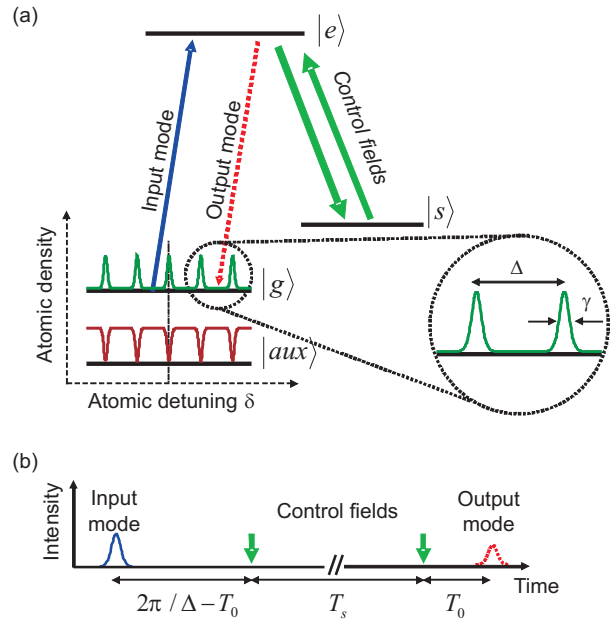 (a)
|e⟩
Input mode
Output mode
Control fields
|s⟩
Atomic density
|g⟩
|aux⟩
Atomic detuning δ
Δ
γ
(b)
Intensity
Input
mode
Control fields
Output
mode
Time
2π / Δ − T₀
Tₛ
T₀